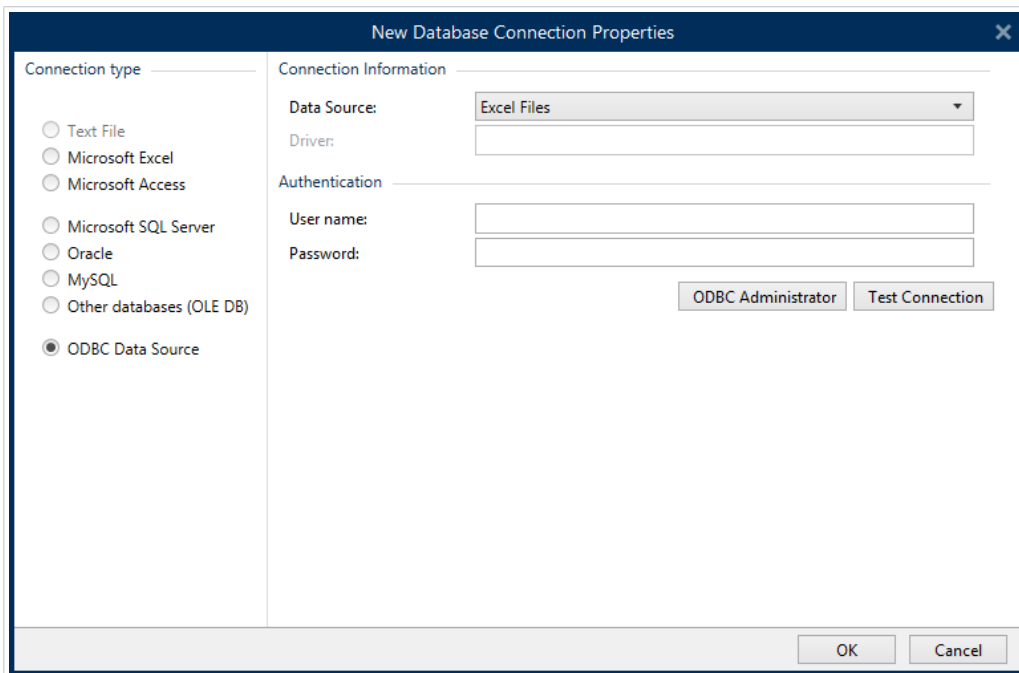 New Database Connection Properties
Connection type
Text File
Microsoft Excel
Microsoft Access
Microsoft SQL Server
Oracle
MySQL
Other databases (OLE DB)
ODBC Data Source
Connection Information
Data Source: Excel Files
Driver:
Authentication
User name:
Password:
ODBC Administrator Test Connection
OK Cancel